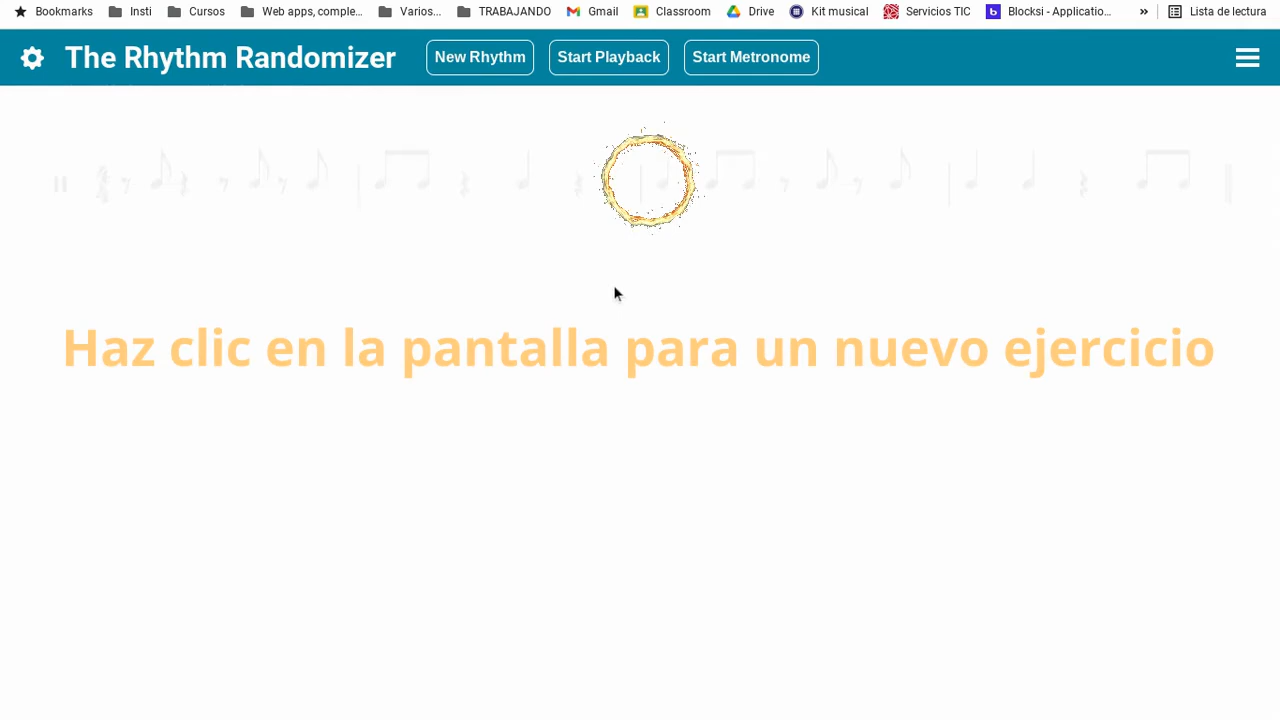 Bookmarks Insti Cursos Web apps, comple... Varios... TRABAJANDO Gmail Classroom Drive Kit musical Servicios TIC Blocksi - Applicatio... » Lista de lectura
The Rhythm Randomizer New Rhythm Start Playback Start Metronome
Haz clic en la pantalla para un nuevo ejercicio